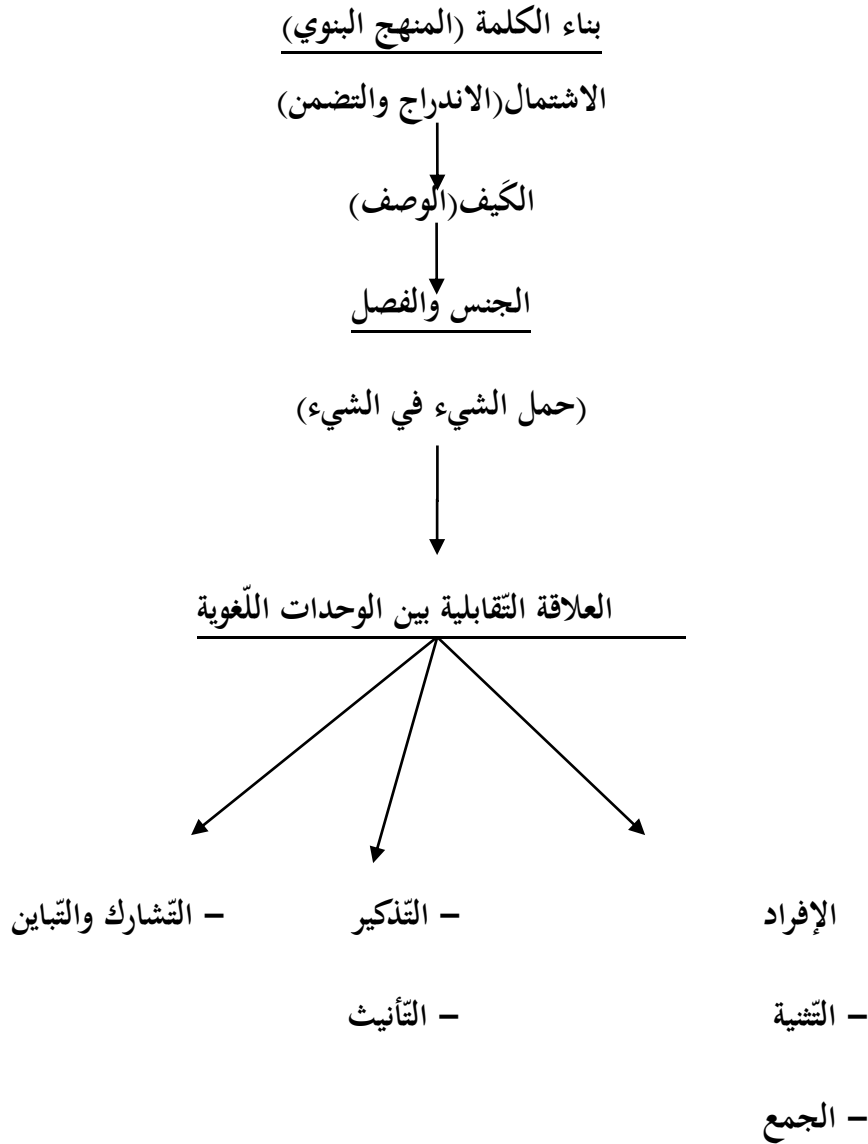 بناء الكلمة (المنهج البنوي)
الاشتمال(الاندراج والتضمن)
الكَيف(الوصف)
الجنس والفصل
(حمل الشيء في الشيء)
العلاقة التّقابلية بين الوحدات اللّغوية
الإفراد – التّذكير – التّشارك والتّباين
– التّثنية – التّأنيث
– الجمع